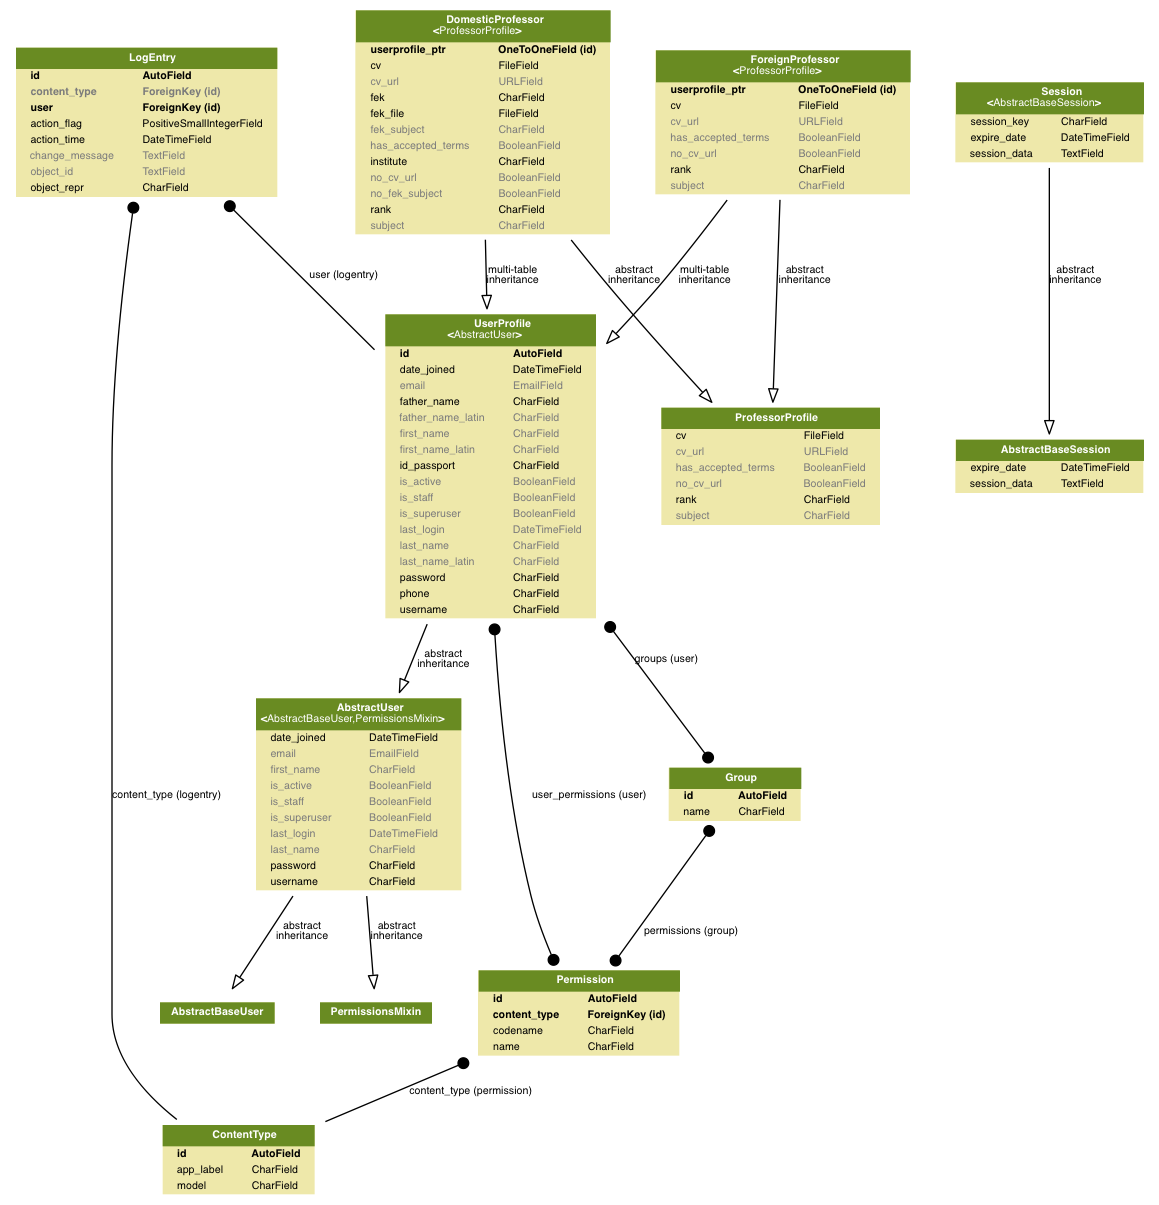 DomesticProfessor
<ProfessorProfile>
userprofile_ptr OneToOneField (id)
cv FileField
cv_url URLField
fek CharField
fek_file FileField
fek_subject CharField
has_accepted_terms BooleanField
institute CharField
no_cv_url BooleanField
no_fek_subject BooleanField
rank CharField
subject CharField
LogEntry
id AutoField
content_type ForeignKey (id)
user ForeignKey (id)
action_flag PositiveSmallIntegerField
action_time DateTimeField
change_message TextField
object_id TextField
object_repr CharField
ForeignProfessor
<ProfessorProfile>
userprofile_ptr OneToOneField (id)
cv FileField
cv_url URLField
has_accepted_terms BooleanField
no_cv_url BooleanField
rank CharField
subject CharField
Session
<AbstractBaseSession>
session_key CharField
expire_date DateTimeField
session_data TextField
user (logentry)
multi-table
inheritance
abstract
inheritance
multi-table
inheritance
abstract
inheritance
abstract
inheritance
UserProfile
<AbstractUser>
id AutoField
date_joined DateTimeField
email EmailField
father_name CharField
father_name_latin CharField
first_name CharField
first_name_latin CharField
id_passport CharField
is_active BooleanField
is_staff BooleanField
is_superuser BooleanField
last_login DateTimeField
last_name CharField
last_name_latin CharField
password CharField
phone CharField
username CharField
ProfessorProfile
cv FileField
cv_url URLField
has_accepted_terms BooleanField
no_cv_url BooleanField
rank CharField
subject CharField
AbstractBaseSession
expire_date DateTimeField
session_data TextField
abstract
inheritance
groups (user)
AbstractUser
<AbstractBaseUser,PermissionsMixin>
date_joined DateTimeField
email EmailField
first_name CharField
is_active BooleanField
is_staff BooleanField
is_superuser BooleanField
last_login DateTimeField
last_name CharField
password CharField
username CharField
content_type (logentry)
user_permissions (user)
Group
id AutoField
name CharField
abstract
inheritance
abstract
inheritance
permissions (group)
AbstractBaseUser
PermissionsMixin
Permission
id AutoField
content_type ForeignKey (id)
codename CharField
name CharField
content_type (permission)
ContentType
id AutoField
app_label CharField
model CharField